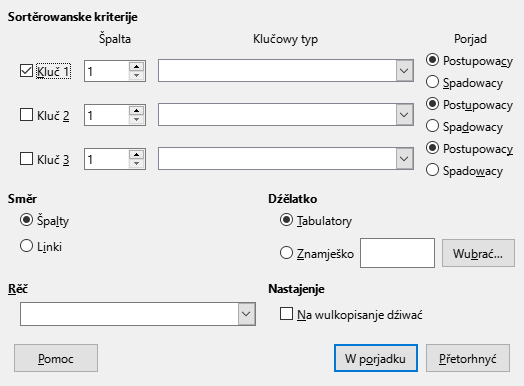 Sortěrowanske kriterije
Špalta Klučowy typ Porjad
Kluč 1 1 Postupowacy
Spadowacy
Kluč 2 1 Postupowacy
Spadowacy
Kluč 3 1 Postupowacy
Spadowacy
Směr Dźělatko
Špalty Tabulatory
Linki Znamješko Wubrać...
Rěč Nastajenje
Na wulkopisanje dźiwać
Pomoc W porjadku Přetorhnyć